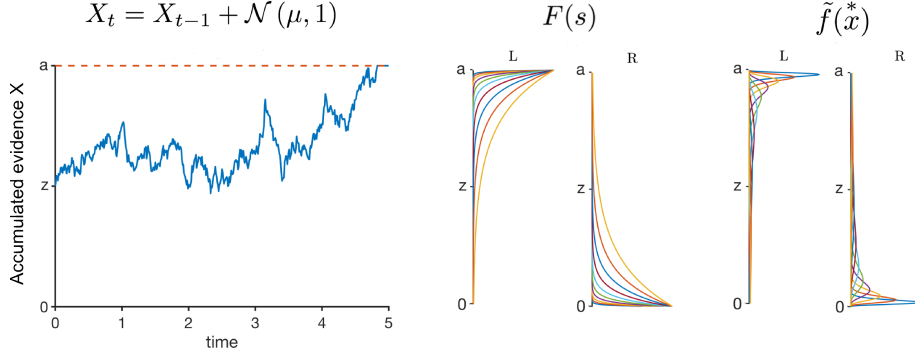 X_t = X_{t−1} + 𝒩(μ, 1)
F(s)
f̃(x*)
L
R
L
R
a
z
0
Accumulated evidence X
0
1
2
3
4
5
time
a
z
0
a
z
0
a
z
0
a
z
0